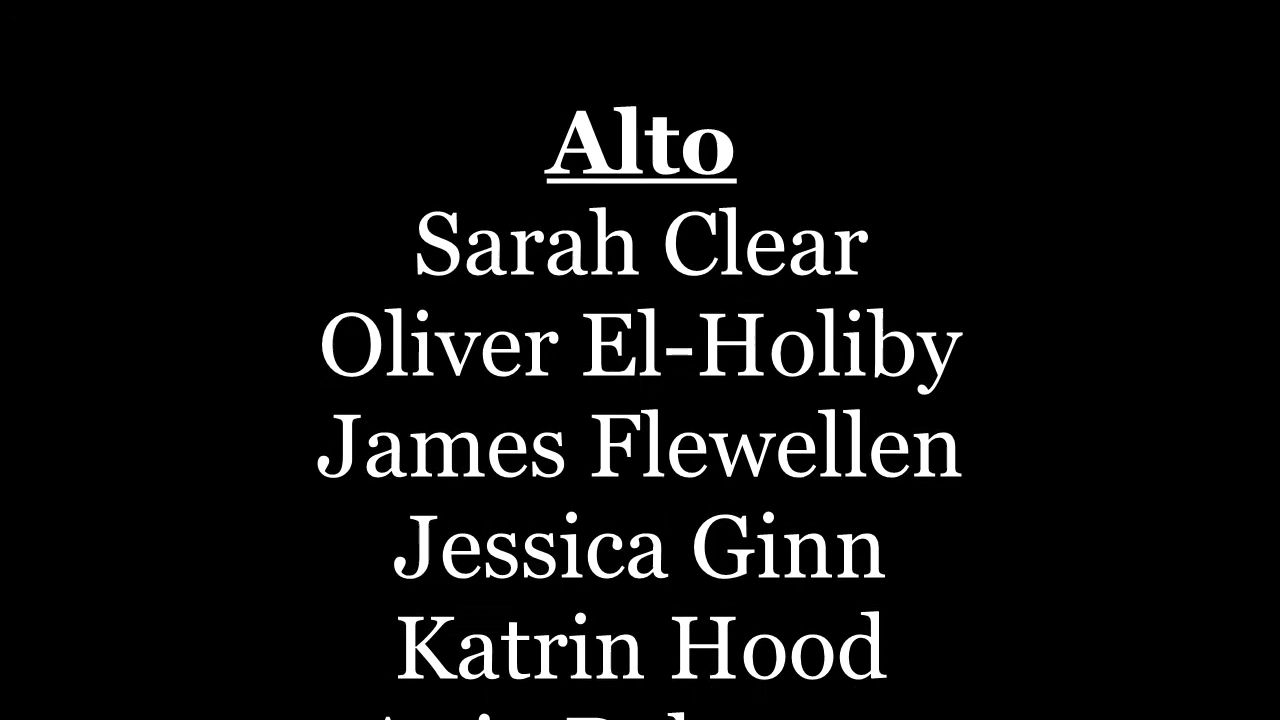 Alto
Sarah Clear
Oliver El-Holiby
James Flewellen
Jessica Ginn
Katrin Hood